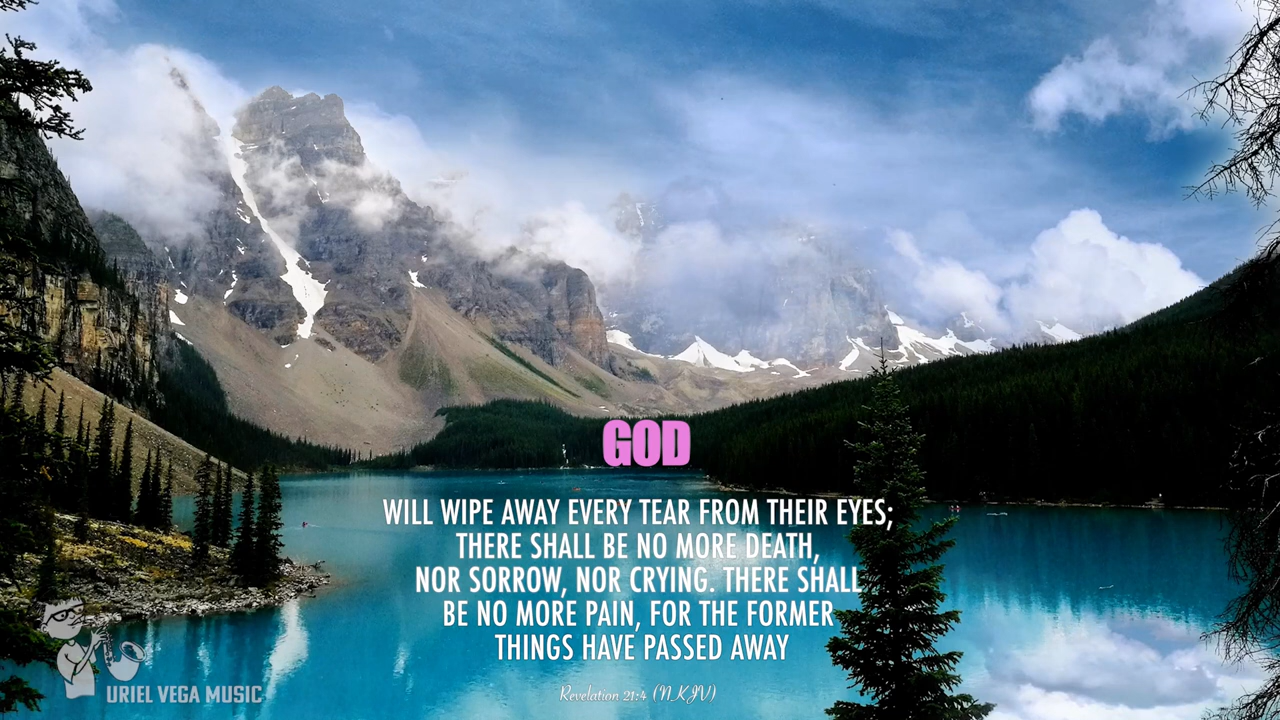 GOD
WILL WIPE AWAY EVERY TEAR FROM THEIR EYES;
THERE SHALL BE NO MORE DEATH,
NOR SORROW, NOR CRYING. THERE SHALL
BE NO MORE PAIN, FOR THE FORMER
THINGS HAVE PASSED AWAY
Revelation 21:4 (NKJV)
URIEL VEGA MUSIC